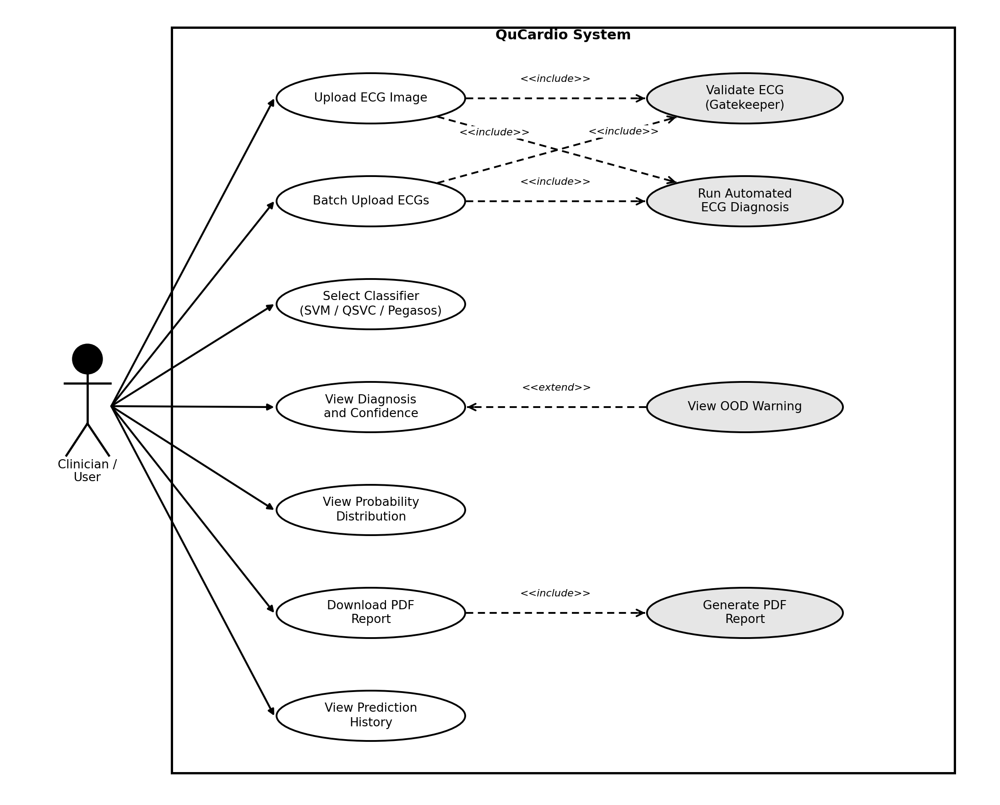 QuCardio System
Upload ECG Image
<<include>>
Validate ECG
(Gatekeeper)
<<include>>
<<include>>
Batch Upload ECGs
<<include>>
Run Automated
ECG Diagnosis
Select Classifier
(SVM / QSVC / Pegasos)
View Diagnosis
and Confidence
<<extend>>
View OOD Warning
Clinician /
User
View Probability
Distribution
Download PDF
Report
<<include>>
Generate PDF
Report
View Prediction
History